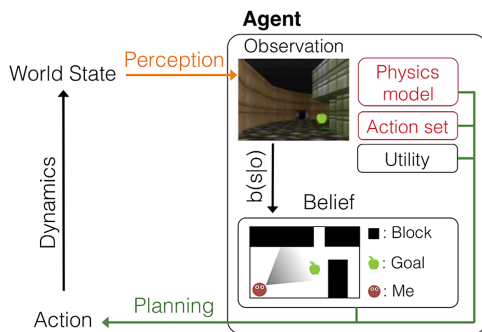 Agent
Observation
World State
Perception
Physics
model
Action set
Utility
Dynamics
b(s|o)
Belief
: Block
: Goal
: Me
Action
Planning